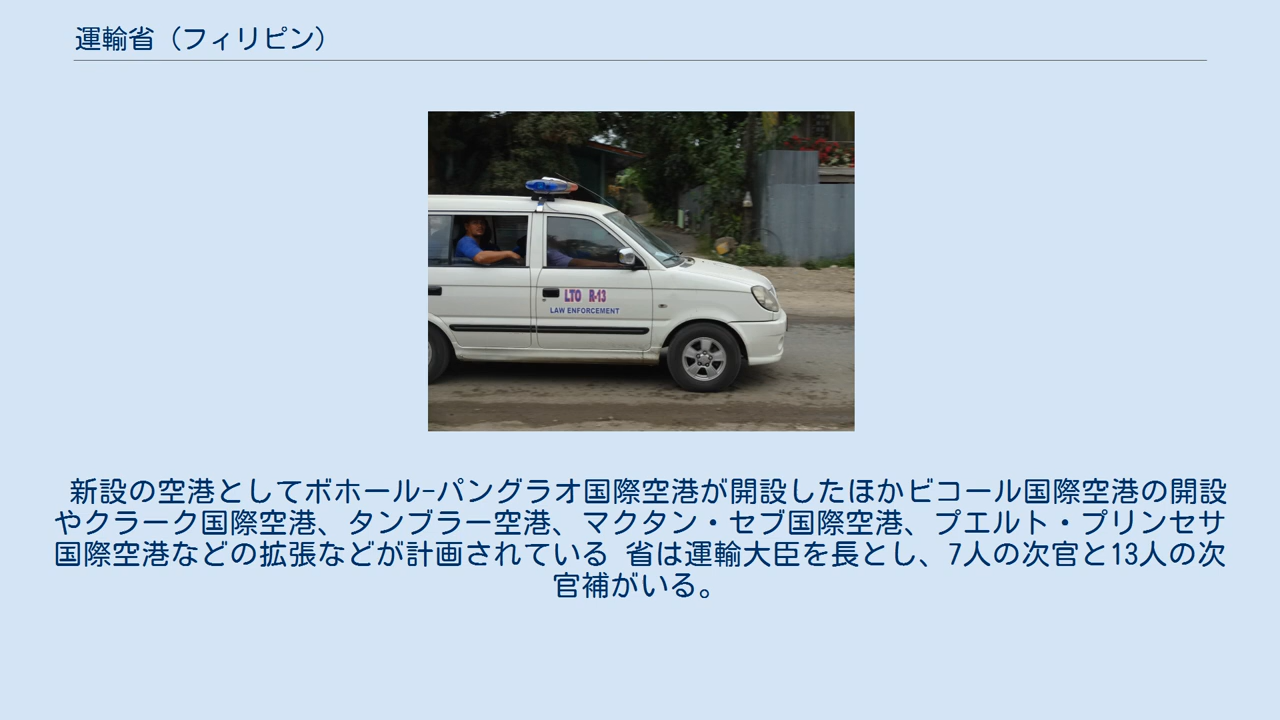 運輸省（フィリピン）
LTO R-13
LAW ENFORCEMENT
新設の空港としてボホール-パングラオ国際空港が開設したほかビコール国際空港の開設
やクラーク国際空港、タンブラー空港、マクタン・セブ国際空港、プエルト・プリンセサ
国際空港などの拡張などが計画されている 省は運輸大臣を長とし、7人の次官と13人の次
官補がいる。